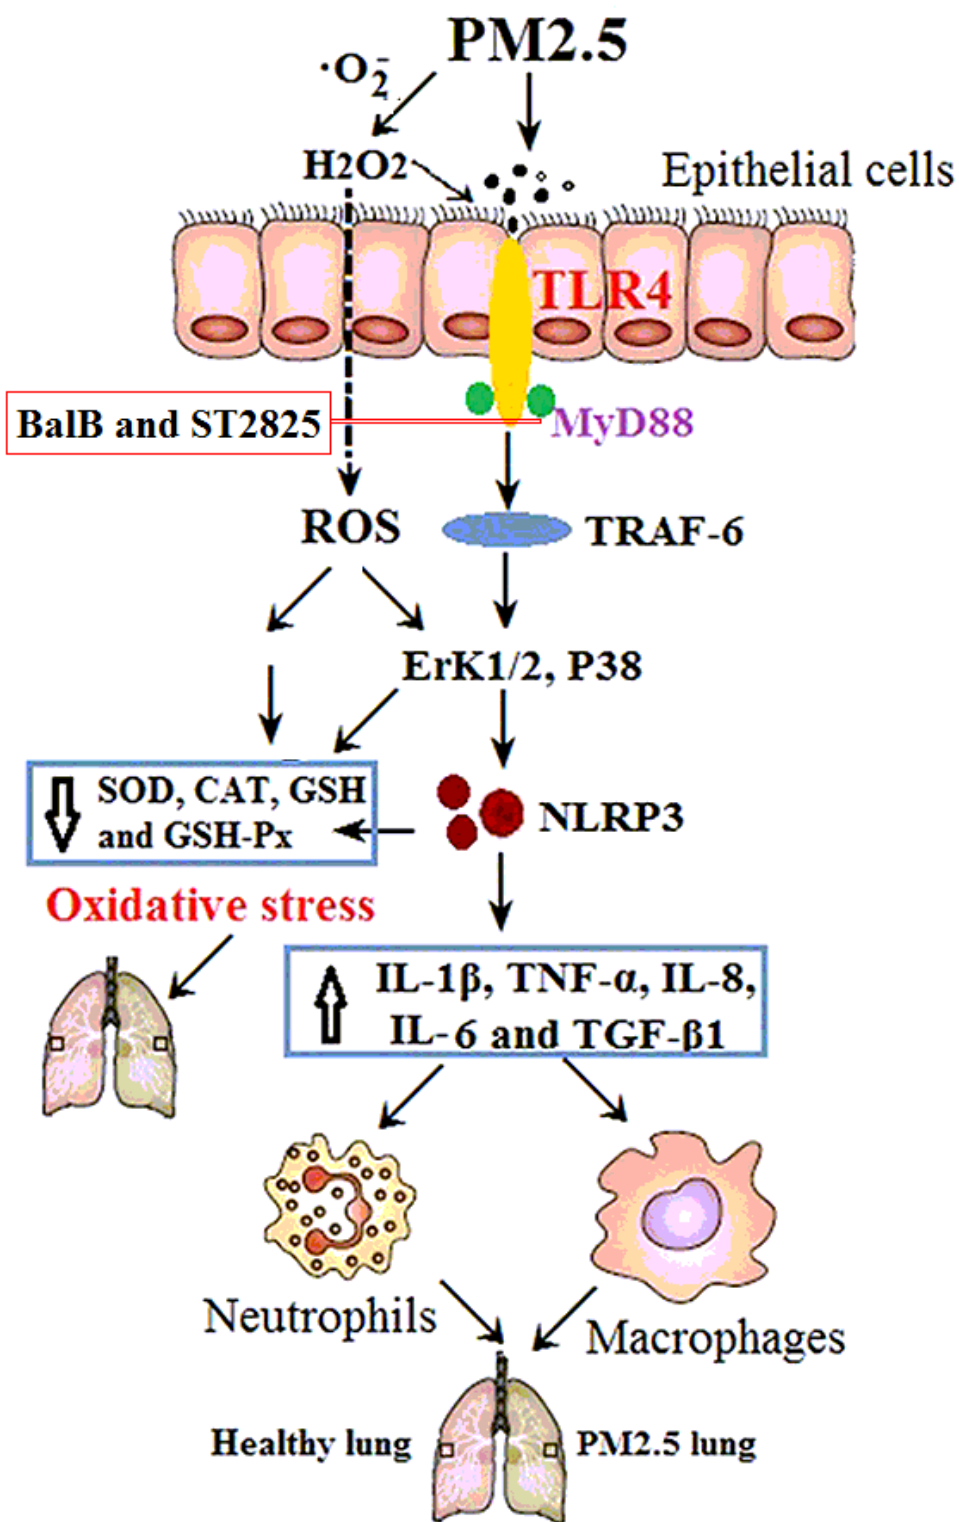 PM2.5
·O₂⁻
H2O2
Epithelial cells
TLR4
BalB and ST2825
MyD88
ROS
TRAF-6
ErK1/2, P38
SOD, CAT, GSH
and GSH-Px
NLRP3
Oxidative stress
IL-1β, TNF-α, IL-8,
IL-6 and TGF-β1
Neutrophils
Macrophages
Healthy lung
PM2.5 lung